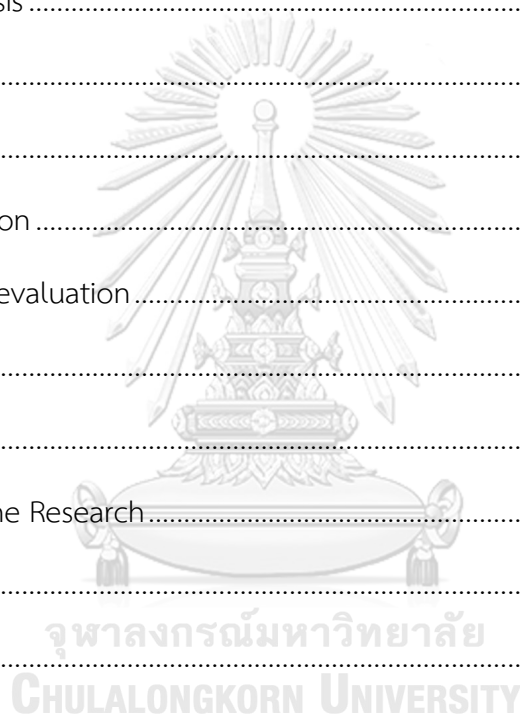 sis ........................................................................................
............................................................................................
............................................................................................
on ........................................................................................
evaluation ......................................................................
............................................................................................
............................................................................................
he Research ....................................................................
............................................................................................
จุฬาลงกรณ์มหาวิทยาลัย
............................................................................................
CHULALONGKORN UNIVERSITY